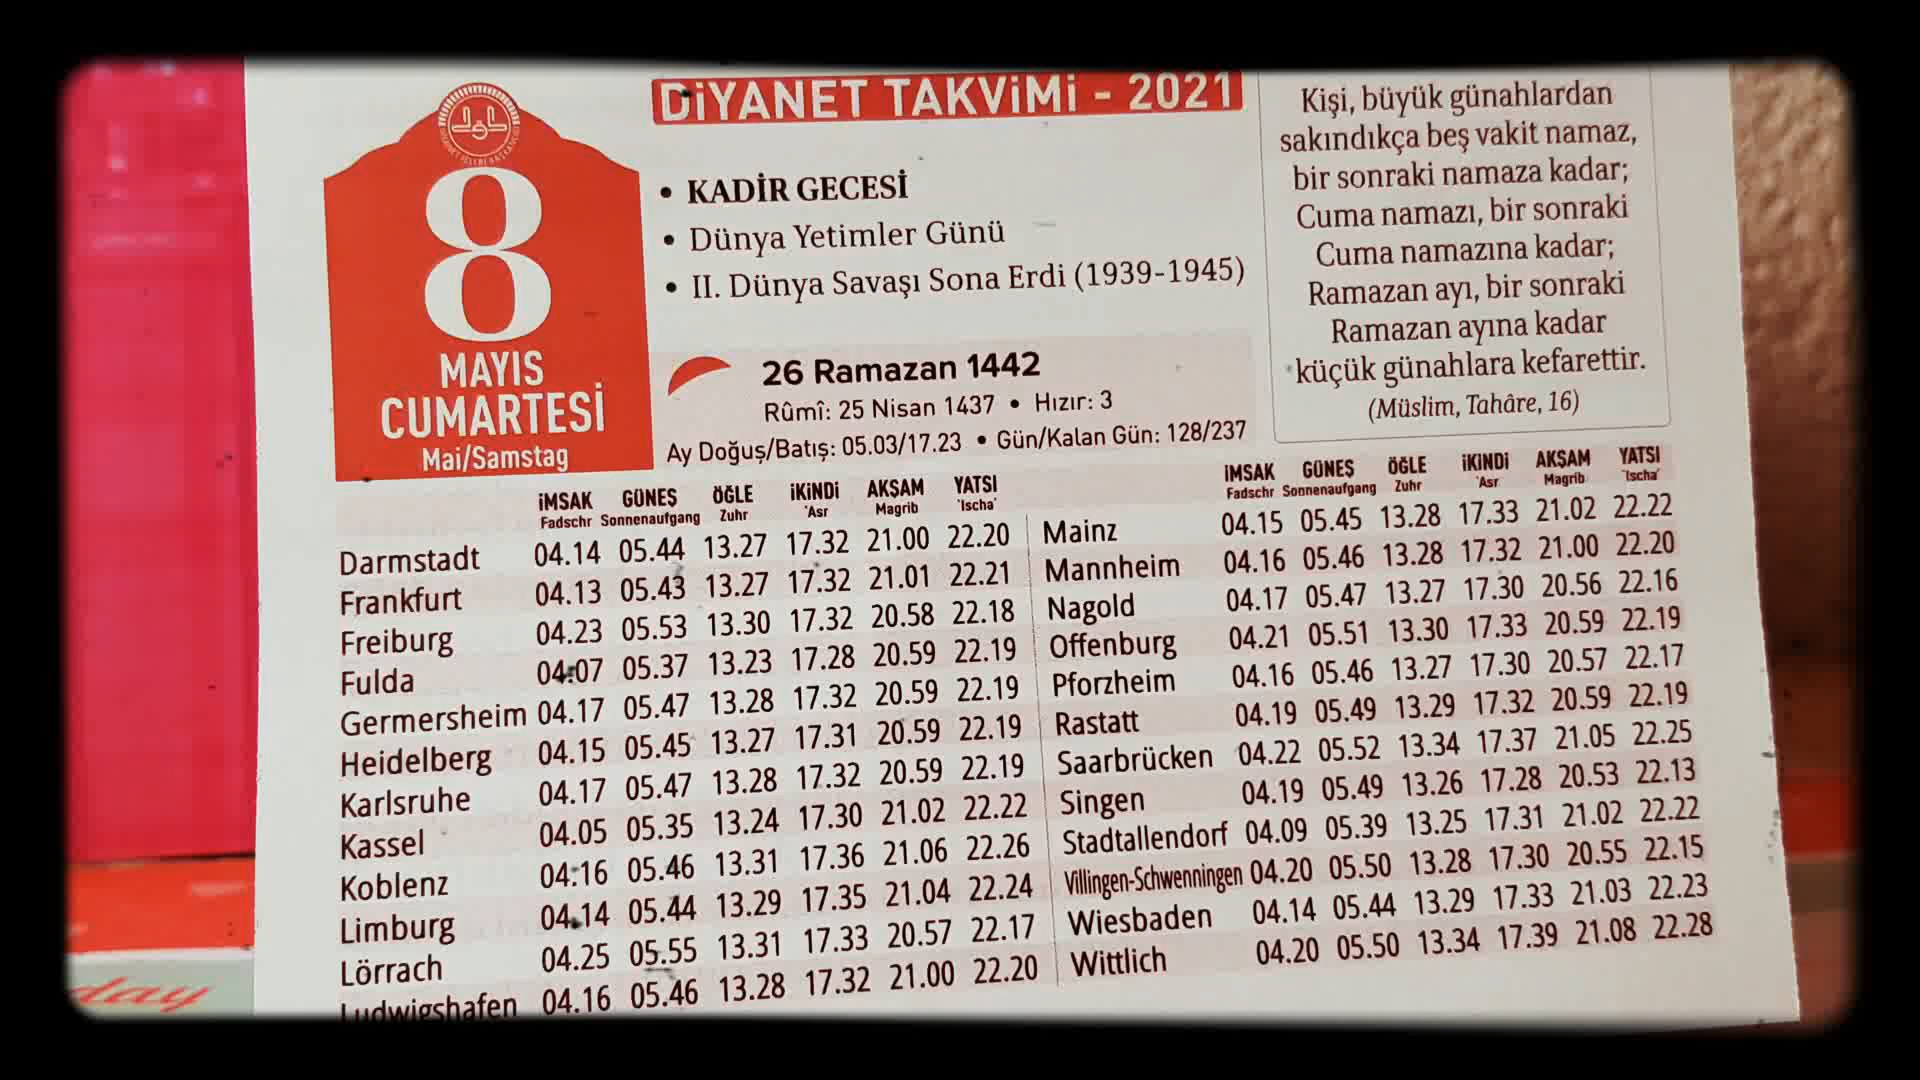 DİYANET TAKVİMİ - 2021
8
MAYIS
CUMARTESİ
Mai/Samstag
• KADİR GECESİ
• Dünya Yetimler Günü
• II. Dünya Savaşı Sona Erdi (1939-1945)
26 Ramazan 1442
Rûmî: 25 Nisan 1437 • Hızır: 3
Ay Doğuş/Batış: 05.03/17.23 • Gün/Kalan Gün: 128/237
Kişi, büyük günahlardan
sakındıkça beş vakit namaz,
bir sonraki namaza kadar;
Cuma namazı, bir sonraki
Cuma namazına kadar;
Ramazan ayı, bir sonraki
Ramazan ayına kadar
küçük günahlara kefarettir.
(Müslim, Tahâre, 16)
İMSAK GÜNEŞ ÖĞLE İKİNDİ AKŞAM YATSI
Fadschr Sonnenaufgang Zuhr 'Asr Magrib 'Ischa'
Darmstadt 04.14 05.44 13.27 17.32 21.00 22.20
Frankfurt 04.13 05.43 13.27 17.32 21.01 22.21
Freiburg 04.23 05.53 13.30 17.32 20.58 22.18
Fulda 04.07 05.37 13.23 17.28 20.59 22.19
Germersheim 04.17 05.47 13.28 17.32 20.59 22.19
Heidelberg 04.15 05.45 13.27 17.31 20.59 22.19
Karlsruhe 04.17 05.47 13.28 17.32 20.59 22.19
Kassel 04.05 05.35 13.24 17.30 21.02 22.22
Koblenz 04.16 05.46 13.31 17.36 21.06 22.26
Limburg 04.14 05.44 13.29 17.35 21.04 22.24
Lörrach 04.25 05.55 13.31 17.33 20.57 22.17
Ludwigshafen 04.16 05.46 13.28 17.32 21.00 22.20
İMSAK GÜNEŞ ÖĞLE İKİNDİ AKŞAM YATSI
Fadschr Sonnenaufgang Zuhr 'Asr Magrib 'Ischa'
Mainz 04.15 05.45 13.28 17.33 21.02 22.22
Mannheim 04.16 05.46 13.28 17.32 21.00 22.20
Nagold 04.17 05.47 13.27 17.30 20.56 22.16
Offenburg 04.21 05.51 13.30 17.33 20.59 22.19
Pforzheim 04.16 05.46 13.27 17.30 20.57 22.17
Rastatt 04.19 05.49 13.29 17.32 20.59 22.19
Saarbrücken 04.22 05.52 13.34 17.37 21.05 22.25
Singen 04.19 05.49 13.26 17.28 20.53 22.13
Stadtallendorf 04.09 05.39 13.25 17.31 21.02 22.22
Villingen-Schwenningen 04.20 05.50 13.28 17.30 20.55 22.15
Wiesbaden 04.14 05.44 13.29 17.33 21.03 22.23
Wittlich 04.20 05.50 13.34 17.39 21.08 22.28
day